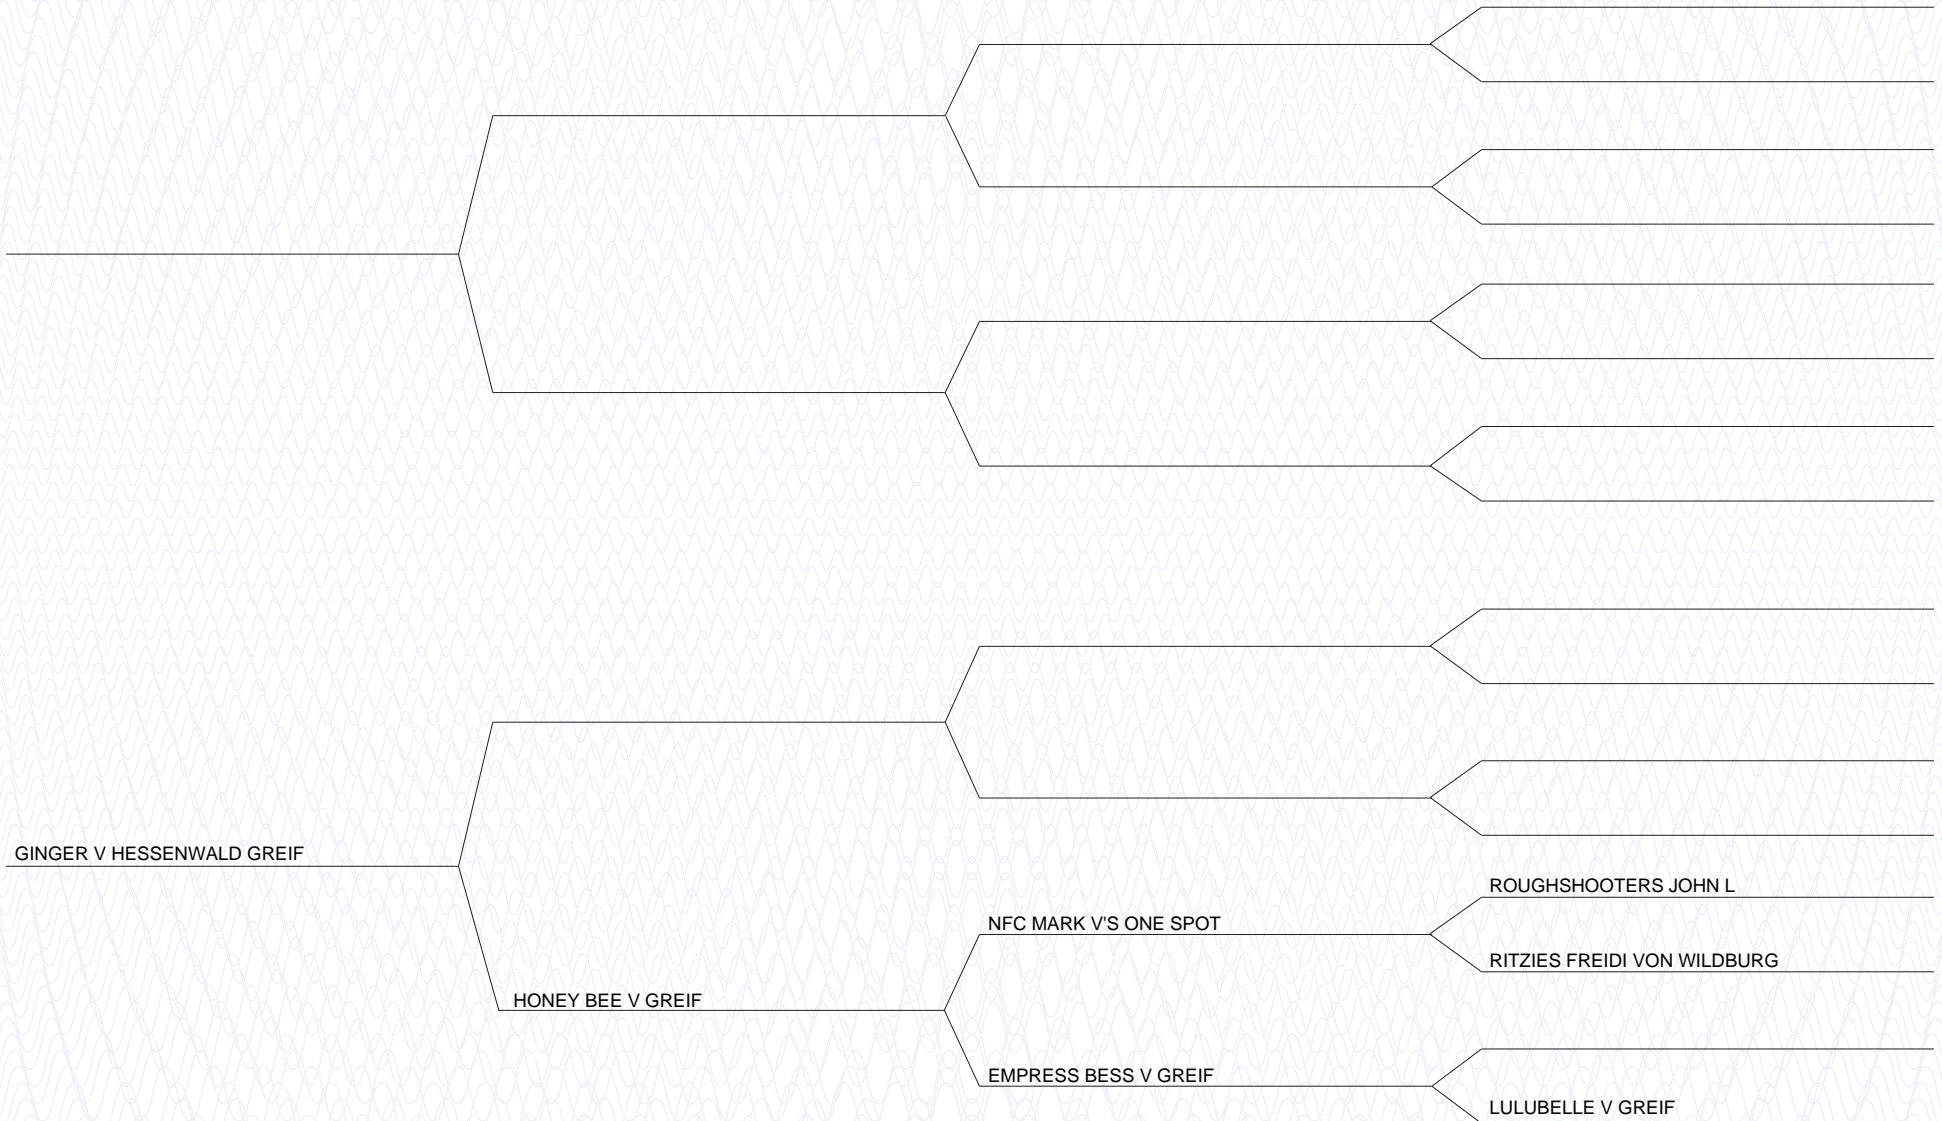 GINGER V HESSENWALD GREIF
HONEY BEE V GREIF
NFC MARK V'S ONE SPOT
EMPRESS BESS V GREIF
ROUGHSHOOTERS JOHN L
RITZIES FREIDI VON WILDBURG
LULUBELLE V GREIF